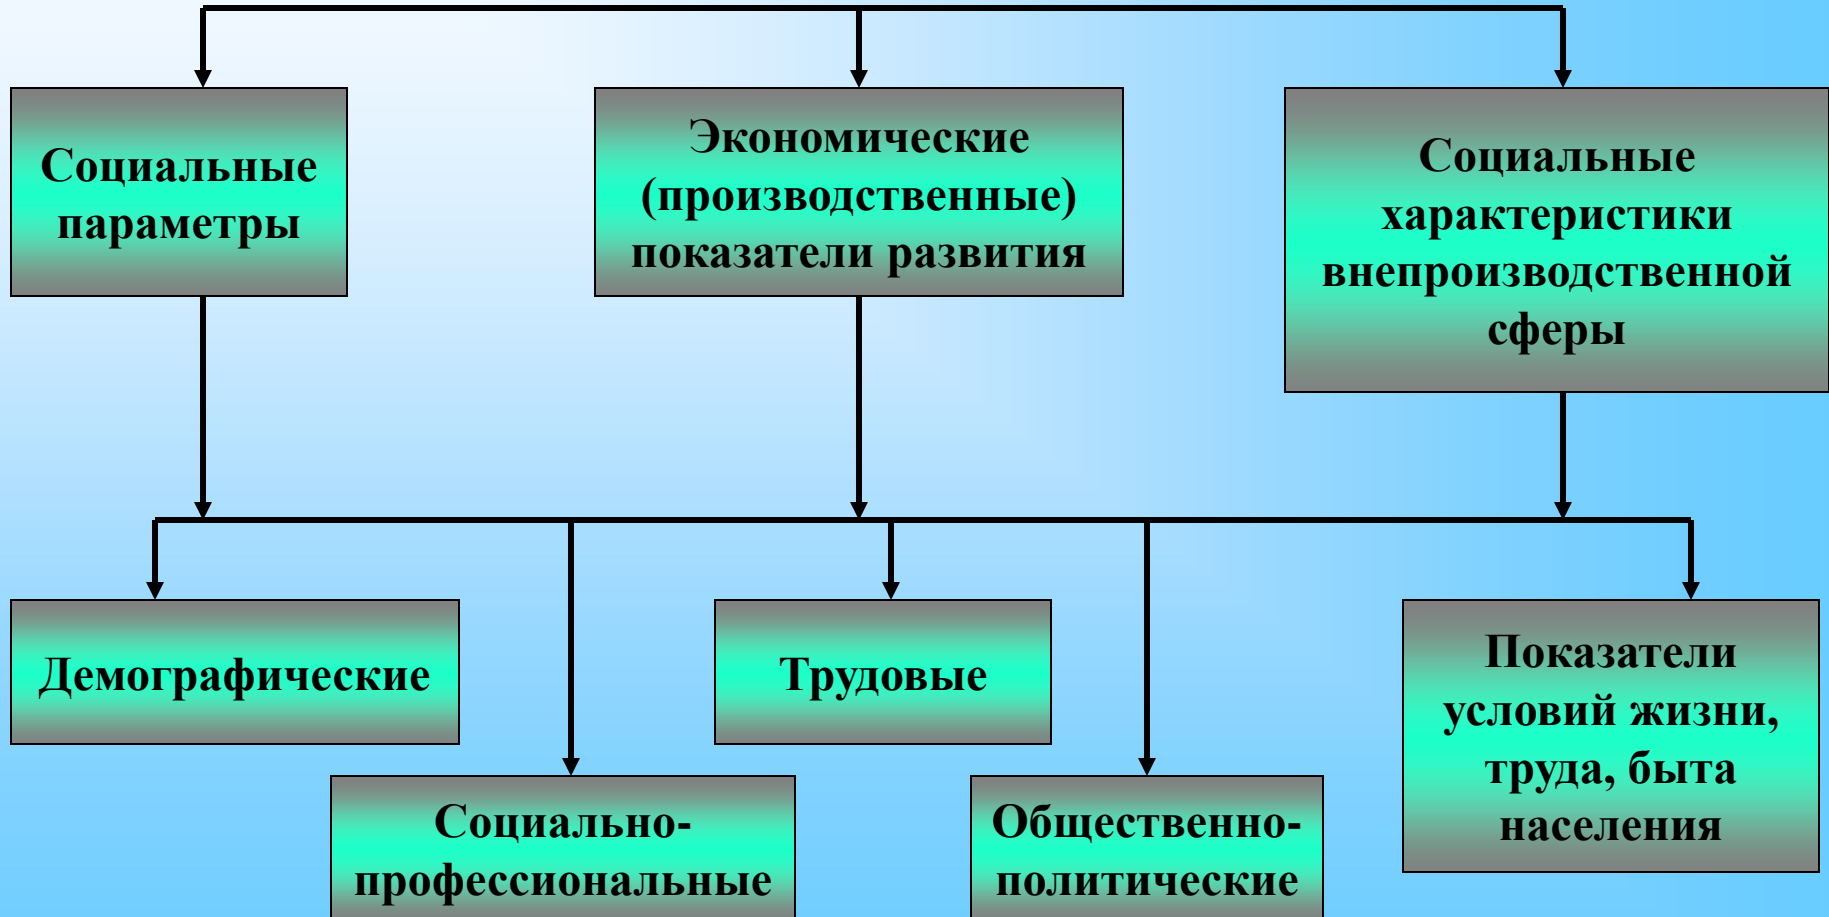 Социальные
параметры
Экономические
(производственные)
показатели развития
Социальные
характеристики
внепроизводственной
сферы
Демографические
Трудовые
Показатели
условий жизни,
труда, быта
населения
Социально-
профессиональные
Общественно-
политические